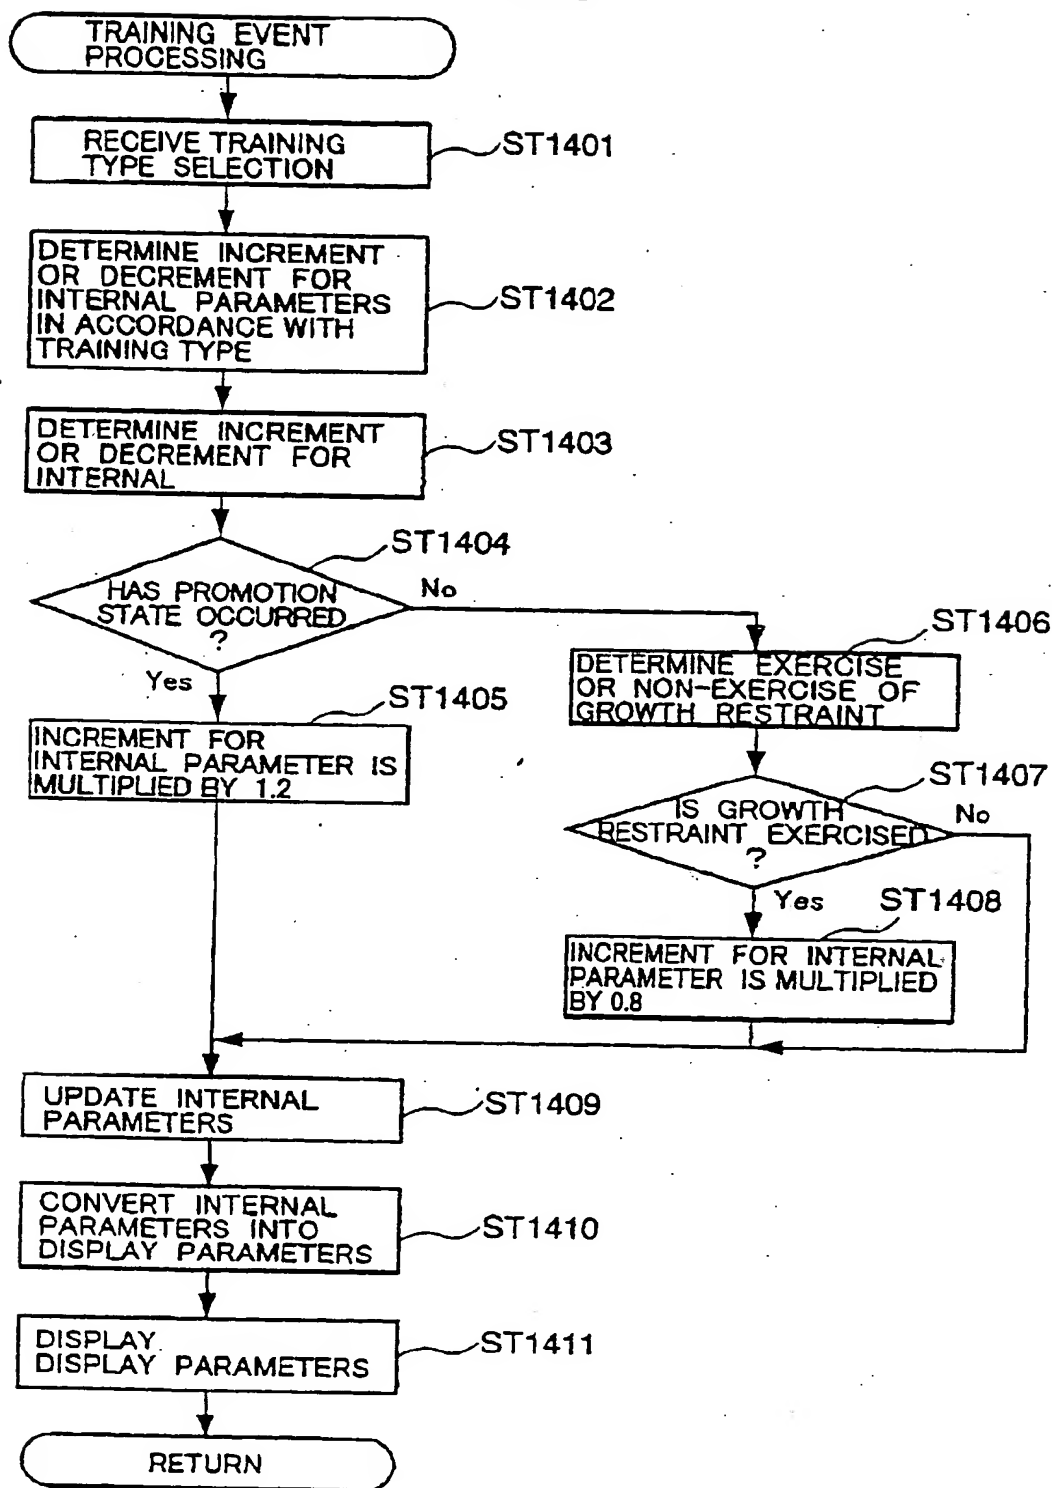 TRAINING EVENT
PROCESSING
RECEIVE TRAINING
TYPE SELECTION
ST1401
DETERMINE INCREMENT
OR DECREMENT FOR
INTERNAL PARAMETERS
IN ACCORDANCE WITH
TRAINING TYPE
ST1402
DETERMINE INCREMENT
OR DECREMENT FOR
INTERNAL
ST1403
ST1404
HAS PROMOTION
STATE OCCURRED
?
No
Yes
ST1405
INCREMENT FOR
INTERNAL PARAMETER IS
MULTIPLIED BY 1.2
ST1406
DETERMINE EXERCISE
OR NON-EXERCISE OF
GROWTH RESTRAINT
ST1407
IS GROWTH
RESTRAINT EXERCISED
?
No
Yes
ST1408
INCREMENT FOR INTERNAL
PARAMETER IS MULTIPLIED
BY 0.8
UPDATE INTERNAL
PARAMETERS
ST1409
CONVERT INTERNAL
PARAMETERS INTO
DISPLAY PARAMETERS
ST1410
DISPLAY
DISPLAY PARAMETERS
ST1411
RETURN